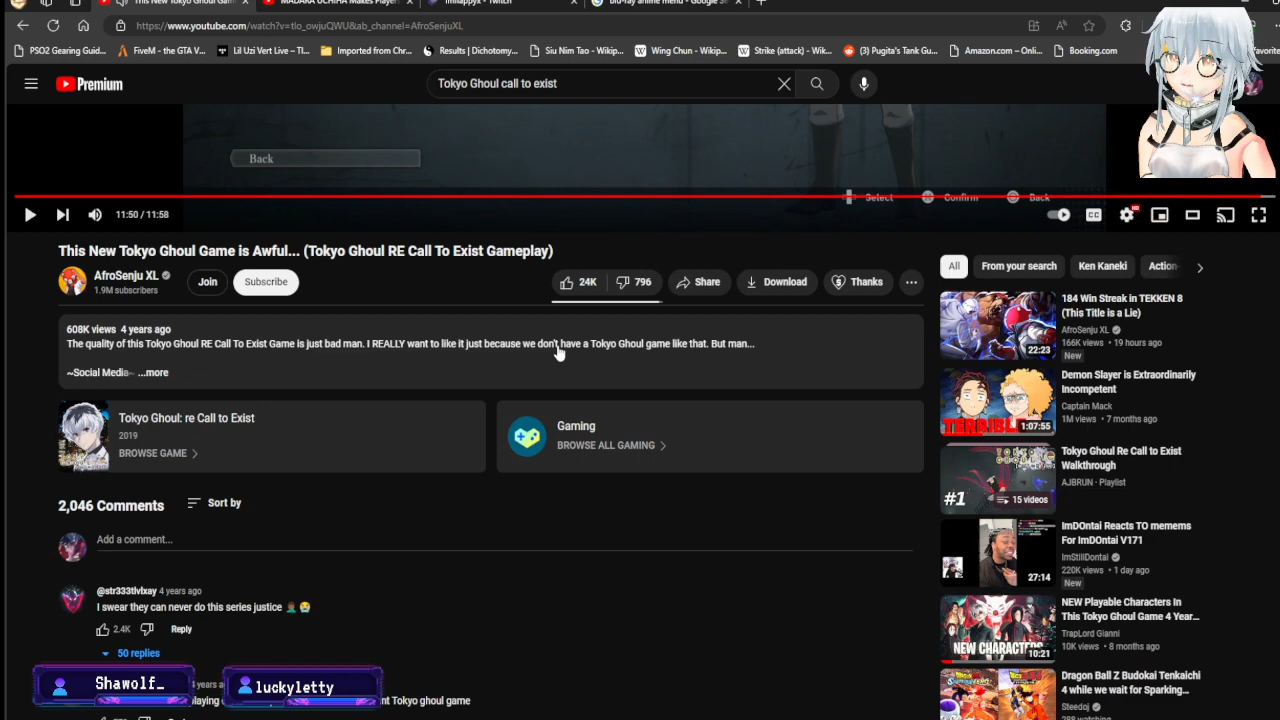 This New Tokyo Ghoul Gam
MADARA UCHIHA Makes Player
imliappyx - Twitch
blu-ray anime menu - Google Se
https://www.youtube.com/watch?v=tlo_owjuQWU&ab_channel=AfroSenjuXL
PSO2 Gearing Guid...
FiveM - the GTA V...
Lil Uzi Vert Live – Tl...
Imported from Chr...
Results | Dichotomy...
Siu Nim Tao - Wikip...
Wing Chun - Wikip...
Strike (attack) - Wik...
[3] Pugita's Tank Gu...
Amazon.com – Onli...
Booking.com
favorite
Premium
Tokyo Ghoul call to exist
Back
Select
Confirm
Back
11:50 / 11:58
CC
HD
This New Tokyo Ghoul Game is Awful... (Tokyo Ghoul RE Call To Exist Gameplay)
AfroSenju XL
1.9M subscribers
Join
Subscribe
24K
796
Share
Download
Thanks
608K views 4 years ago
The quality of this Tokyo Ghoul RE Call To Exist Game is just bad man. I REALLY want to like it just because we don't have a Tokyo Ghoul game like that. But man...
~Social Media~ ...more
Tokyo Ghoul: re Call to Exist
2019
BROWSE GAME
Gaming
BROWSE ALL GAMING
2,046 Comments
Sort by
Add a comment...
@str333tlvlxay 4 years ago
I swear they can never do this series justice
2.4K
Reply
50 replies
Shawolf_
luckyletty
nt Tokyo ghoul game
All
From your search
Ken Kaneki
Action
184 Win Streak in TEKKEN 8
(This Title is a Lie)
AfroSenju XL
166K views • 19 hours ago
New
22:23
Demon Slayer is Extraordinarily
Incompetent
Captain Mack
1M views • 7 months ago
TERRIBLE
1:07:55
Tokyo Ghoul Re Call to Exist
Walkthrough
AJBRUN · Playlist
#1
15 videos
ImDOntai Reacts TO memems
For ImDOntai V171
ImStillDontai
220K views • 1 day ago
New
27:14
NEW Playable Characters In
This Tokyo Ghoul Game 4 Year...
TrapLord Gianni
10K views • 8 months ago
NEW CHARACTERS
10:21
Dragon Ball Z Budokai Tenkaichi
4 while we wait for Sparking...
Steedoj
288 watching